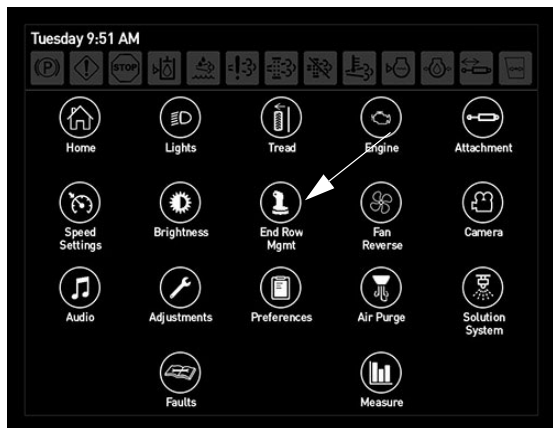 Tuesday 9:51 AM
(P) STOP
Home Lights Tread Engine Attachment
Speed Brightness End Row Fan Camera
Settings Mgmt Reverse
Audio Adjustments Preferences Air Purge Solution
System
Faults Measure